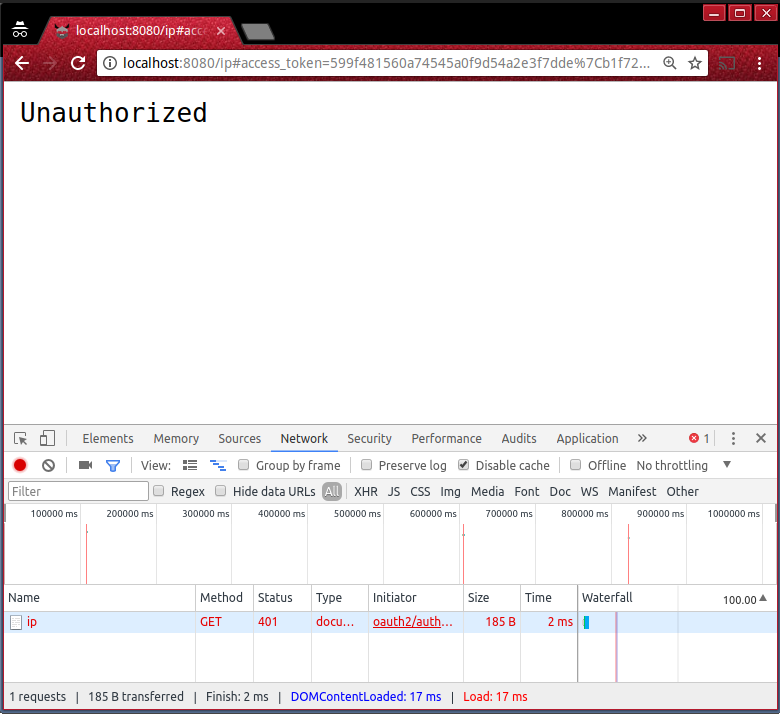 localhost:8080/ip#acc
localhost:8080/ip#access_token=599f481560a74545a0f9d54a2e3f7dde%7Cb1f72...
Unauthorized
Elements Memory Sources Network Security Performance Audits Application » 1
View: Group by frame Preserve log Disable cache Offline No throttling
Filter Regex Hide data URLs All XHR JS CSS Img Media Font Doc WS Manifest Other
100000 ms 200000 ms 300000 ms 400000 ms 500000 ms 600000 ms 700000 ms 800000 ms 900000 ms 1000000 ms
Name Method Status Type Initiator Size Time Waterfall 100.00
ip GET 401 docu... oauth2/auth... 185 B 2 ms
1 requests | 185 B transferred | Finish: 2 ms | DOMContentLoaded: 17 ms | Load: 17 ms